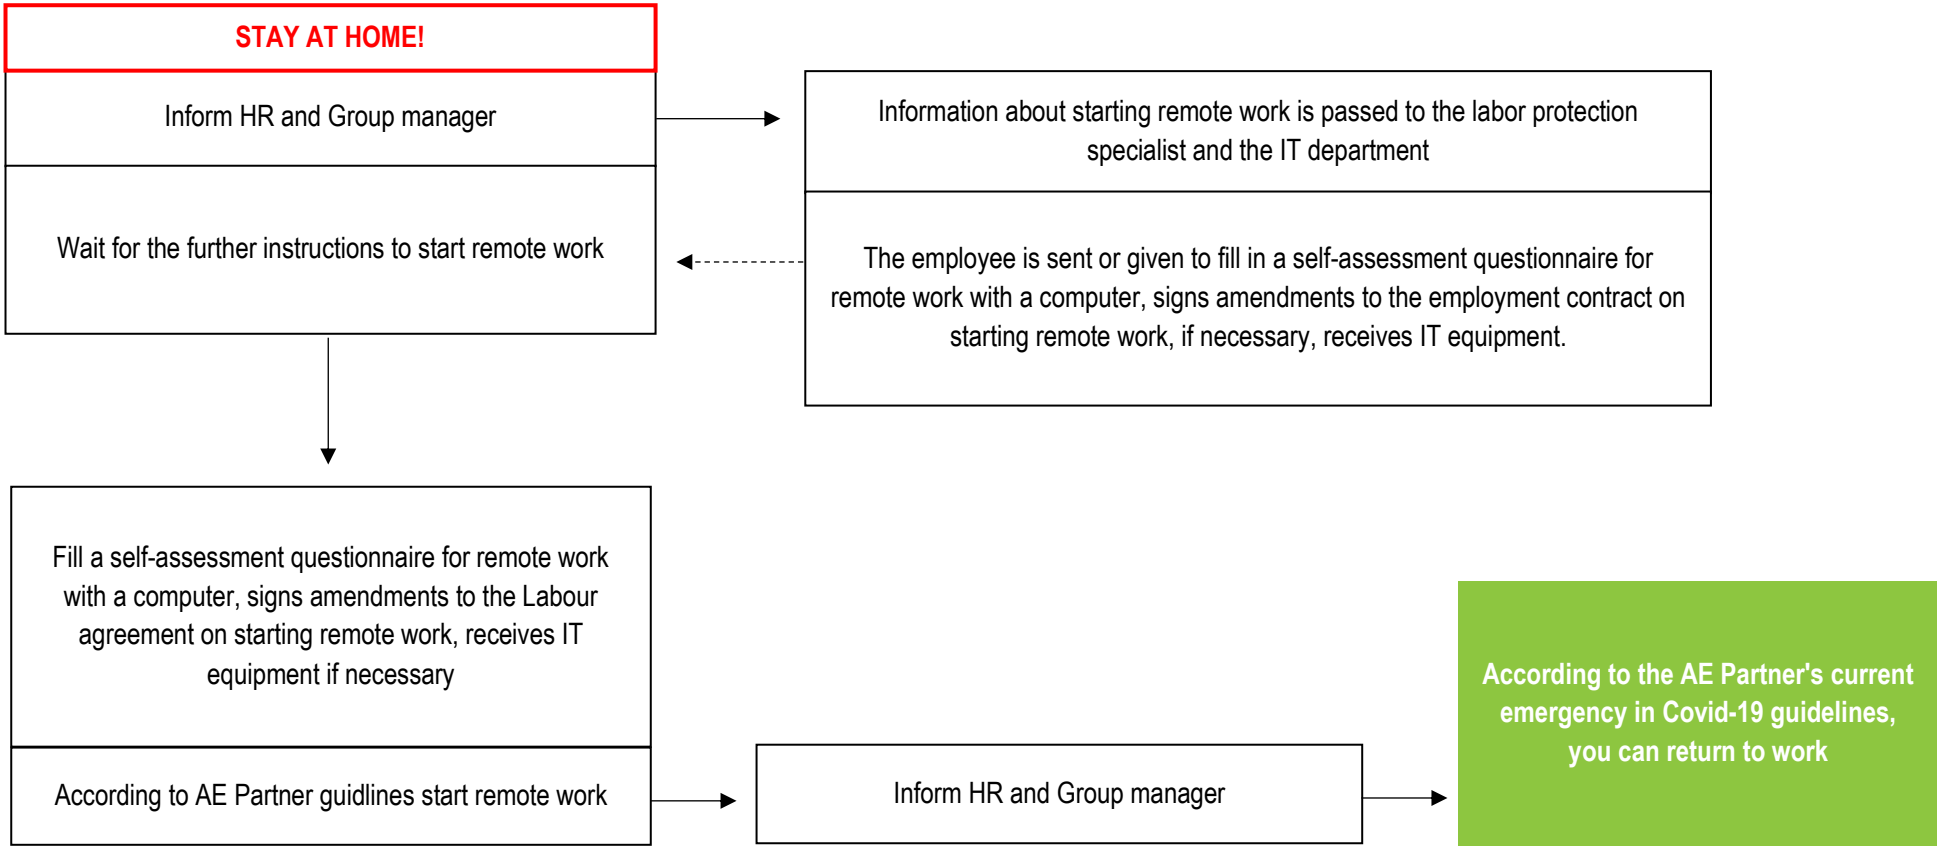 STAY AT HOME!
Inform HR and Group manager
Wait for the further instructions to start remote work
Information about starting remote work is passed to the labor protection
specialist and the IT department
The employee is sent or given to fill in a self-assessment questionnaire for
remote work with a computer, signs amendments to the employment contract on
starting remote work, if necessary, receives IT equipment.
Fill a self-assessment questionnaire for remote work
with a computer, signs amendments to the Labour
agreement on starting remote work, receives IT
equipment if necessary
According to AE Partner guidlines start remote work
Inform HR and Group manager
According to the AE Partner's current
emergency in Covid-19 guidelines,
you can return to work